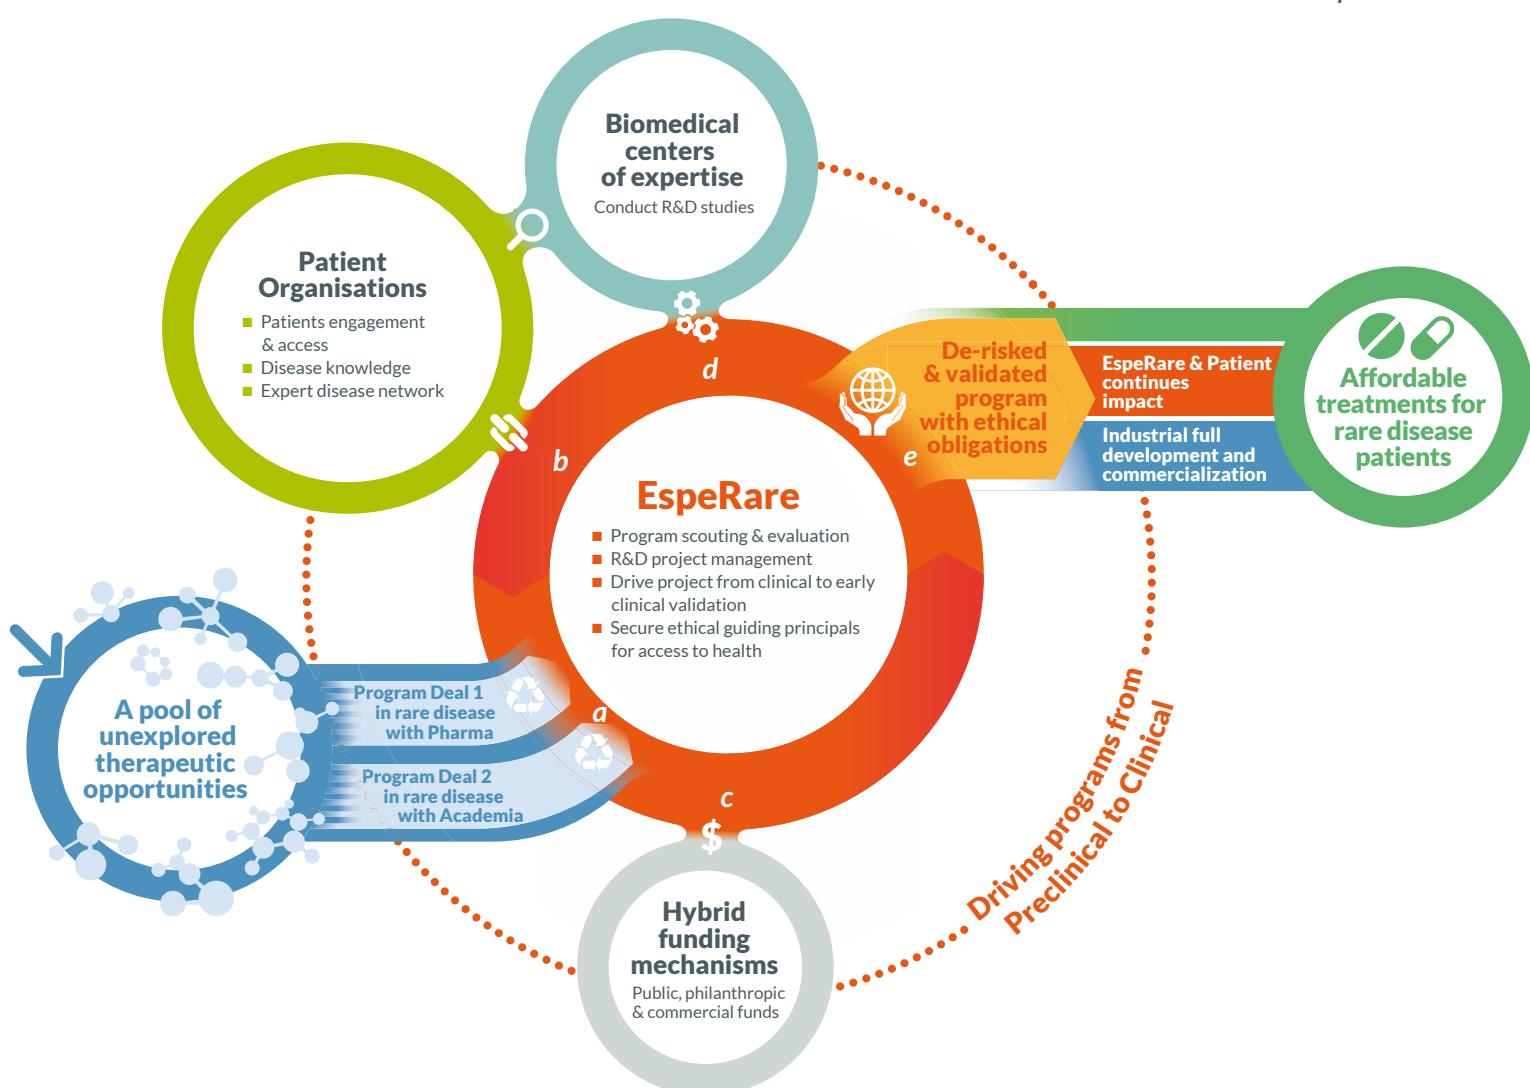 Biomedical
centers
of expertise
Conduct R&D studies
Patient
Organisations
Patients engagement
& access
Disease knowledge
Expert disease network
d
b
De-risked
& validated
program
with ethical
obligations
e
EspeRare & Patient
continues
impact
Industrial full
development and
commercialization
Affordable
treatments for
rare disease
patients
EspeRare
Program scouting & evaluation
R&D project management
Drive project from clinical to early
clinical validation
Secure ethical guiding principals
for access to health
A pool of
unexplored
therapeutic
opportunities
Program Deal 1
in rare disease
with Pharma
a
Program Deal 2
in rare disease
with Academia
c
$
Hybrid
funding
mechanisms
Public, philanthropic
& commercial funds
Driving programs from
Preclinical to Clinical